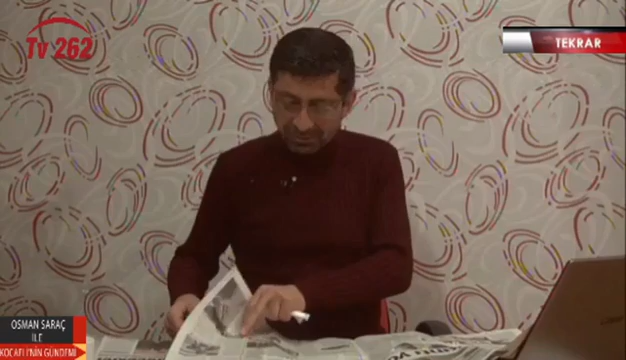 Tv 262
TEKRAR
OSMAN SARAÇ
İLE
KOCAELİ'NİN GÜNDEMİ